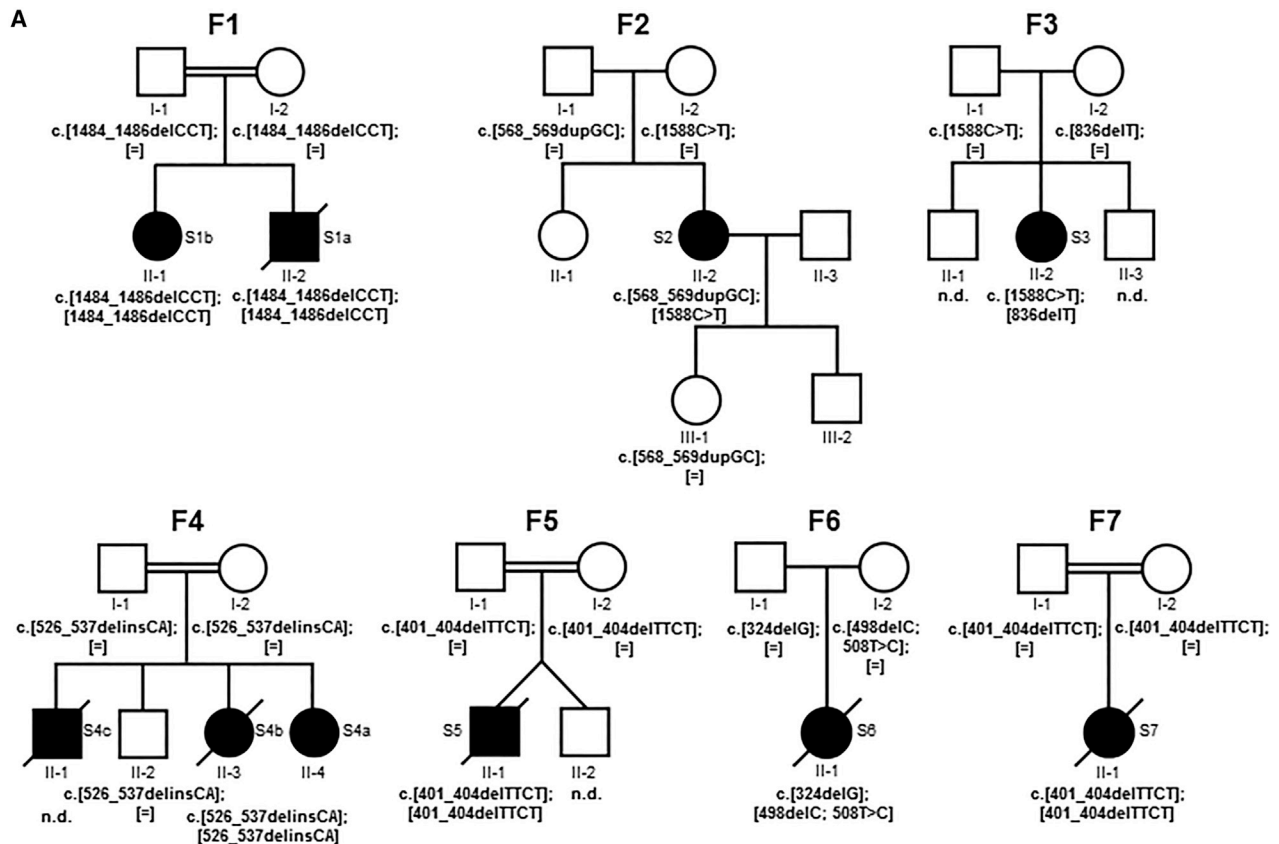 A
F1
F2
F3
I-1
I-2
I-1
I-2
I-1
I-2
c.[1484_1486delCCT];
[=]
c.[1484_1486delCCT];
[=]
c.[568_569dupGC];
[=]
c.[1588C>T];
[=]
c.[1588C>T];
[=]
c.[836delT];
[=]
S1b
S1a
S2
S3
II-1
II-2
II-1
II-2
II-3
II-1
II-2
II-3
c.[1484_1486delCCT];
[1484_1486delCCT]
c.[1484_1486delCCT];
[1484_1486delCCT]
c.[568_569dupGC];
[1588C>T]
n.d.
c. [1588C>T];
[836delT]
n.d.
III-1
III-2
c.[568_569dupGC];
[=]
F4
F5
F6
F7
I-1
I-2
I-1
I-2
I-1
I-2
I-1
I-2
c.[526_537delinsCA];
[=]
c.[526_537delinsCA];
[=]
c.[401_404delTTCT];
[=]
c.[401_404delTTCT];
[=]
c.[324delG];
[=]
c.[498delC;
508T>C];
[=]
c.[401_404delTTCT];
[=]
c.[401_404delTTCT];
[=]
S4c
S4b
S4a
S5
S6
S7
II-1
II-2
II-3
II-4
II-1
II-2
II-1
II-1
n.d.
c.[526_537delinsCA];
[=]
c.[526_537delinsCA];
[526_537delinsCA]
c.[401_404delTTCT];
[401_404delTTCT]
n.d.
c.[324delG];
[498delC; 508T>C]
c.[401_404delTTCT];
[401_404delTTCT]